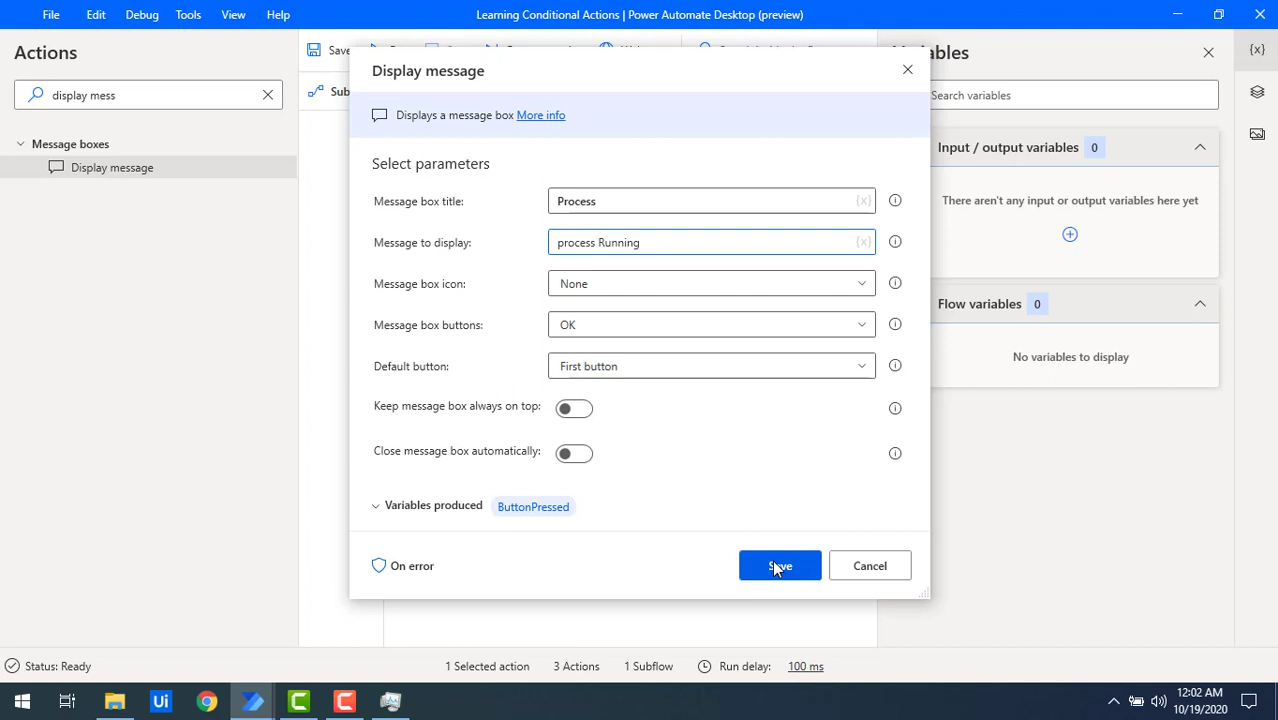 File Edit Debug Tools View Help Learning Conditional Actions | Power Automate Desktop (preview)
Actions
display mess
Message boxes
Display message
Save
Sub
Display message
Displays a message box More info
Select parameters
Message box title: Process {x}
Message to display: process Running {x}
Message box icon: None
Message box buttons: OK
Default button: First button
Keep message box always on top:
Close message box automatically:
Variables produced ButtonPressed
On error Save Cancel
ables {x}
Search variables
Input / output variables 0
There aren't any input or output variables here yet
Flow variables 0
No variables to display
Status: Ready 1 Selected action 3 Actions 1 Subflow Run delay: 100 ms
Ui C C 12:02 AM
10/19/2020